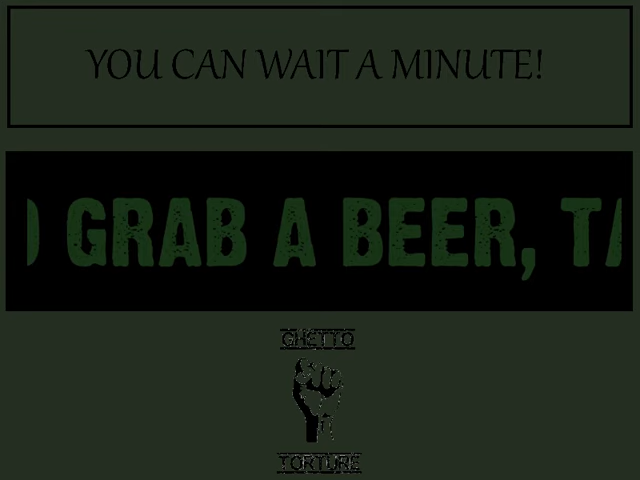 YOU CAN WAIT A MINUTE!
GRAB A BEER,
GHETTO
TORTURE